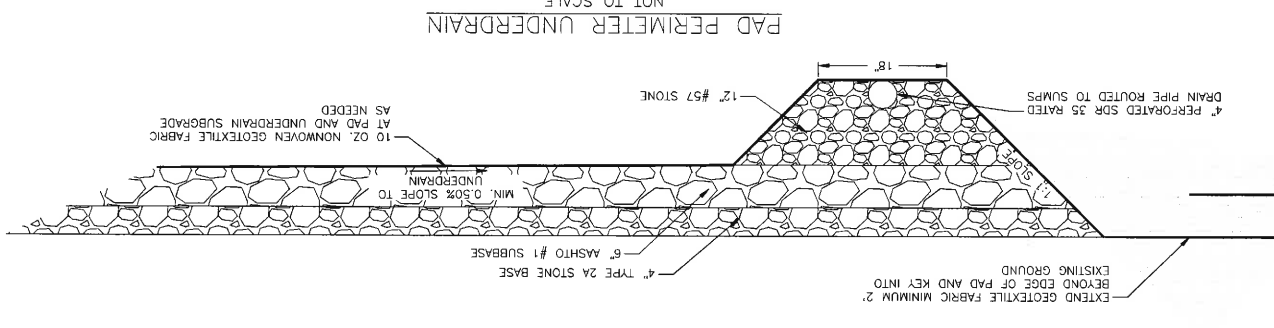 EXTEND GEOTEXTILE FABRIC MINIMUM 2'
BEYOND EDGE OF PAD AND KEY INTO
EXISTING GROUND
4" TYPE 2A STONE BASE
6" AASHTO #1 SUBBASE
MIN. 0.50% SLOPE TO
UNDERDRAIN
1:1 SLOPE
10 OZ. NONWOVEN GEOTEXTILE FABRIC
AT PAD AND UNDERDRAIN SUBGRADE
AS NEEDED
4" PERFORATED SDR 35 RATED
DRAIN PIPE ROUTED TO SUMPS
12" #57 STONE
18"
PAD PERIMETER UNDERDRAIN
NOT TO SCALE